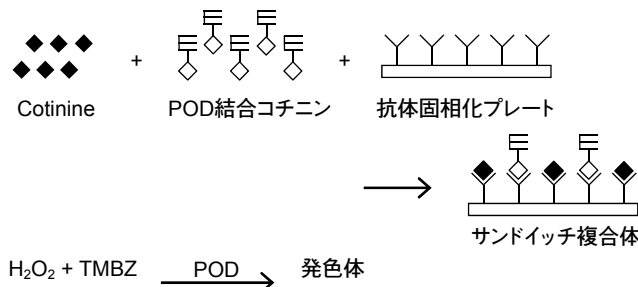 + +
Cotinine POD結合コチニン 抗体固相化プレート
サンドイッチ複合体
H₂O₂ + TMBZ POD 発色体